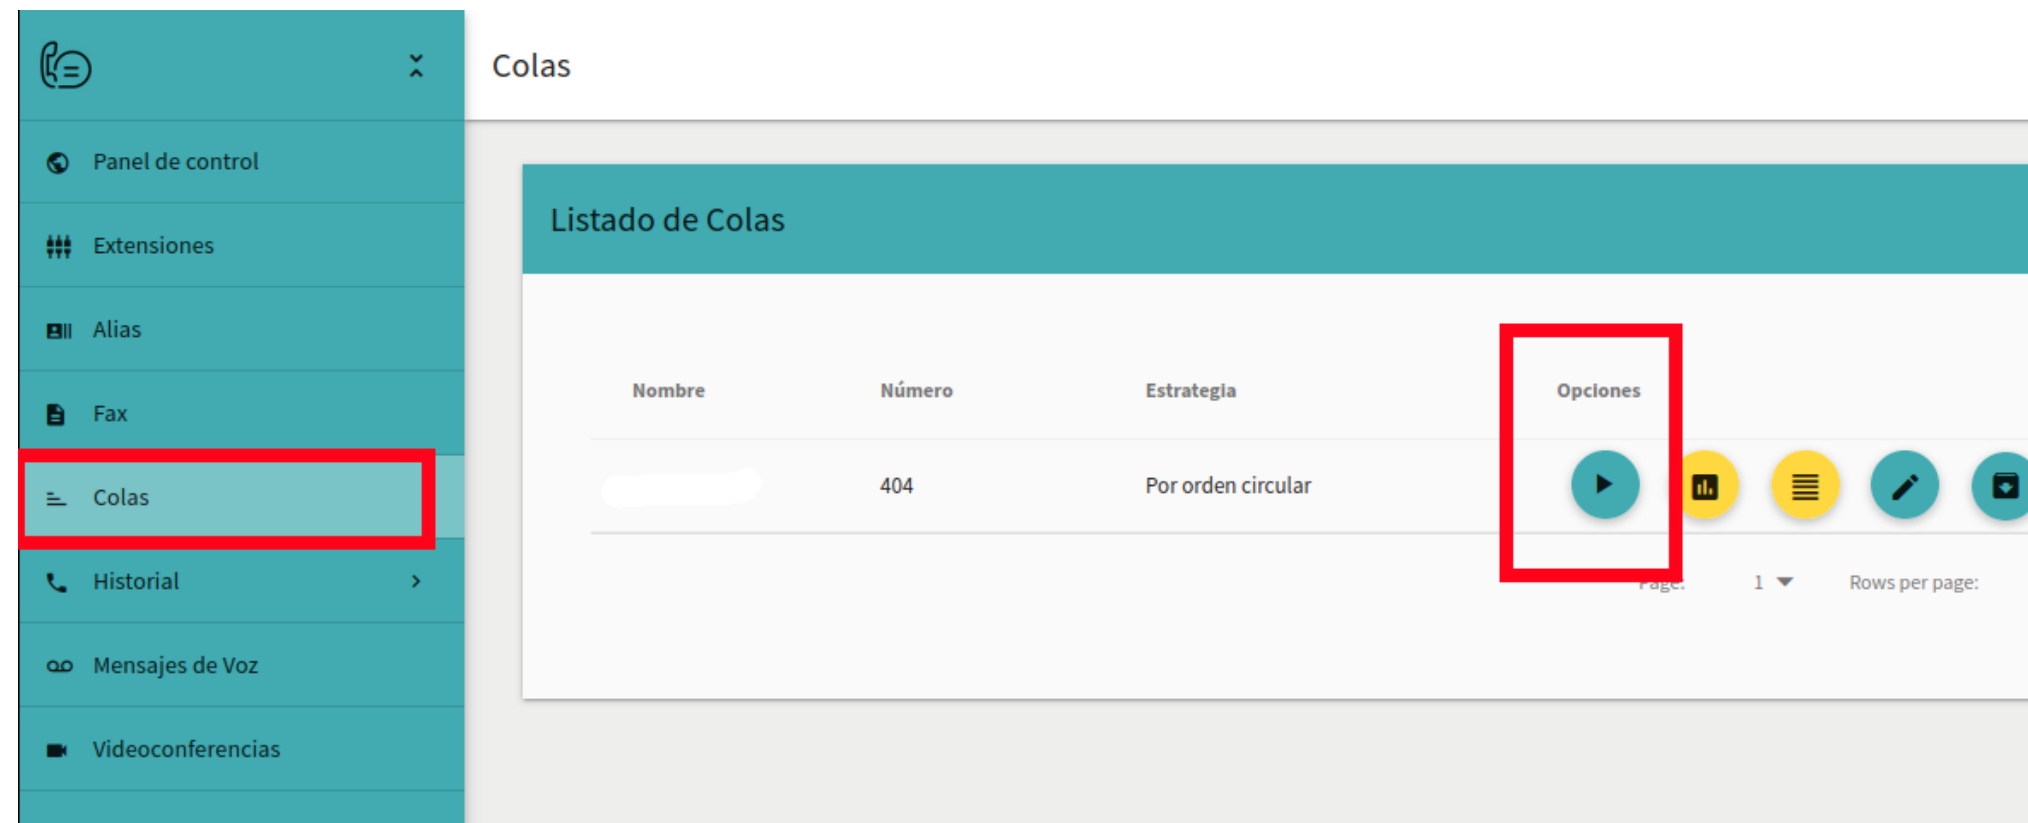 Colas
Panel de control
Extensiones
Alias
Fax
Colas
Historial
Mensajes de Voz
Videoconferencias
Listado de Colas
Nombre Número Estrategia Opciones
404 Por orden circular
Page: 1 Rows per page: